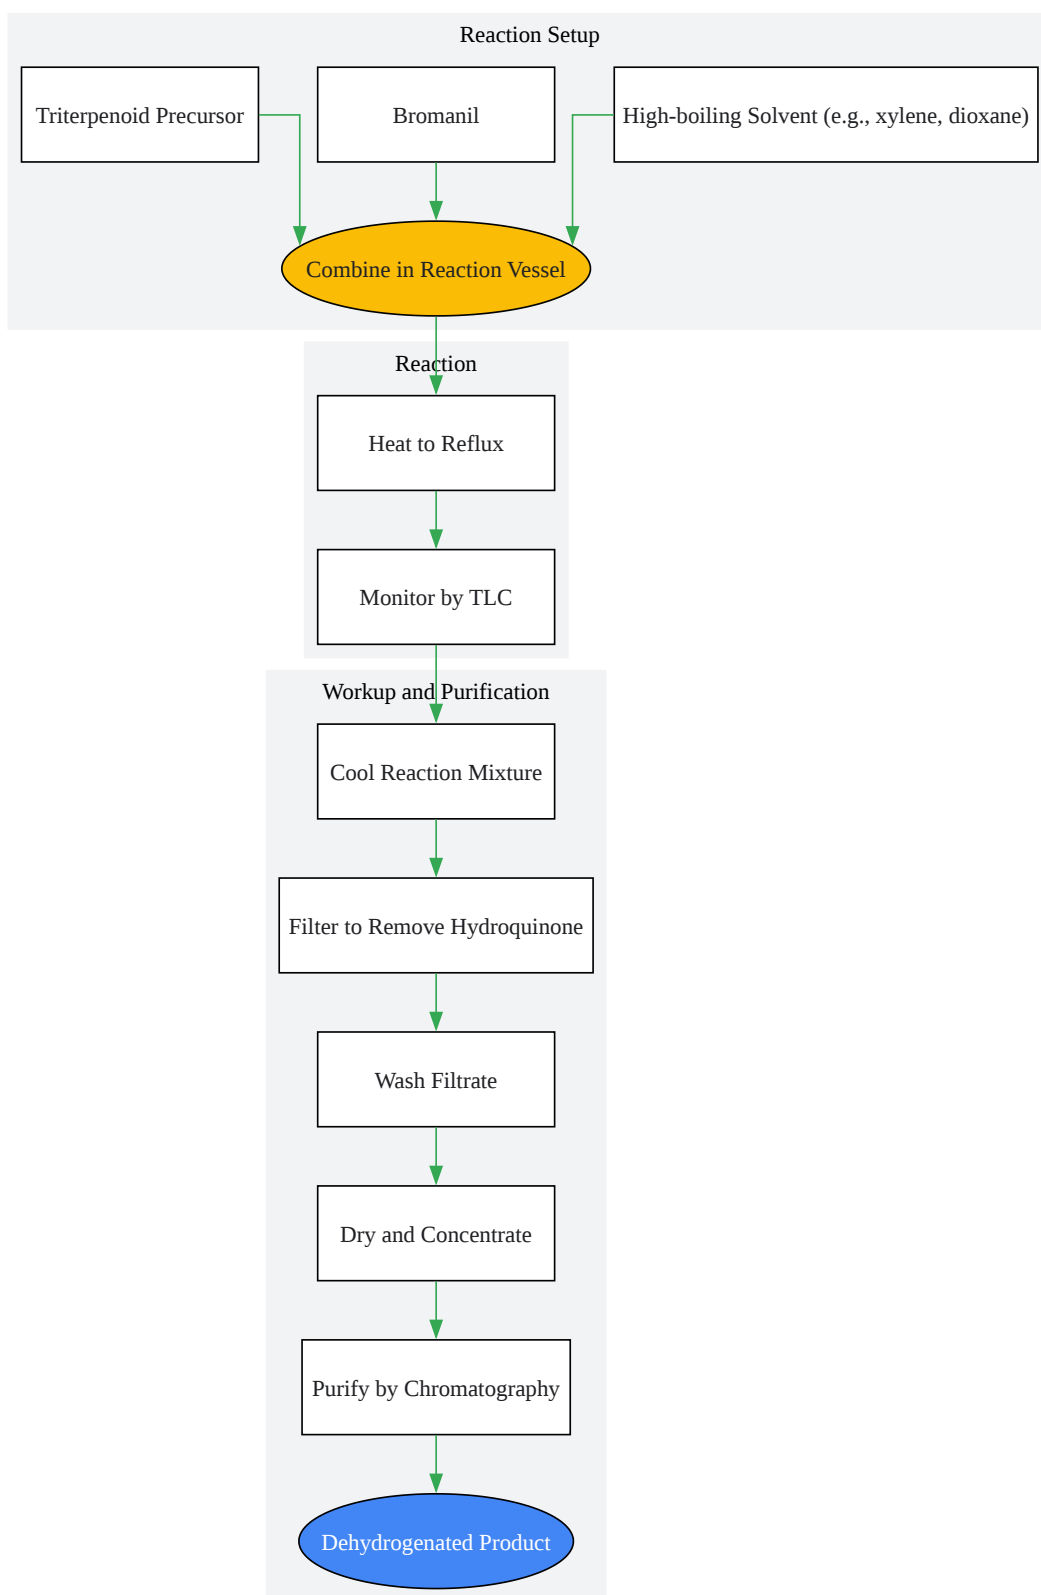 Reaction Setup
Triterpenoid Precursor
Bromanil
High-boiling Solvent (e.g., xylene, dioxane)
Combine in Reaction Vessel
Reaction
Heat to Reflux
Monitor by TLC
Workup and Purification
Cool Reaction Mixture
Filter to Remove Hydroquinone
Wash Filtrate
Dry and Concentrate
Purify by Chromatography
Dehydrogenated Product